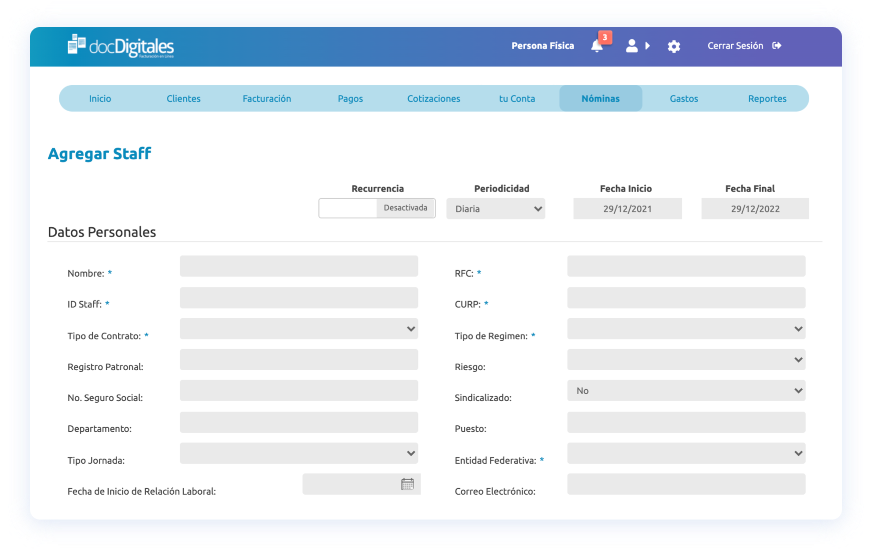 docDigitales
Facturación en Línea
Persona Física
3
Cerrar Sesión
Inicio Clientes Facturación Pagos Cotizaciones tu Conta Nóminas Gastos Reportes
Agregar Staff
Recurrencia Periodicidad Fecha Inicio Fecha Final
Desactivada Diaria 29/12/2021 29/12/2022
Datos Personales
Nombre: * RFC: *
ID Staff: * CURP: *
Tipo de Contrato: * Tipo de Regimen: *
Registro Patronal: Riesgo:
No. Seguro Social: Sindicalizado: No
Departamento: Puesto:
Tipo Jornada: Entidad Federativa: *
Fecha de Inicio de Relación Laboral: Correo Electrónico: